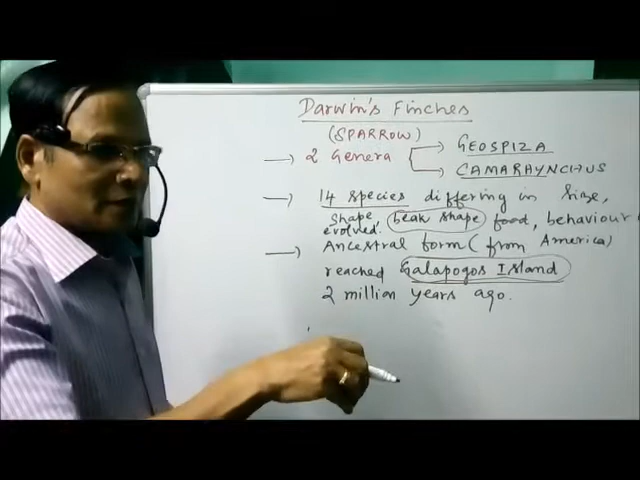 Darwin's Finches
(SPARROW)
→ 2 Genera GEOSPIZA
CAMARAYNCHUS
→ 14 species differing in size,
shape beak shape food, behaviour
evolved.
→ Ancestral form (from America)
reached Galapogos Island
2 million years ago.